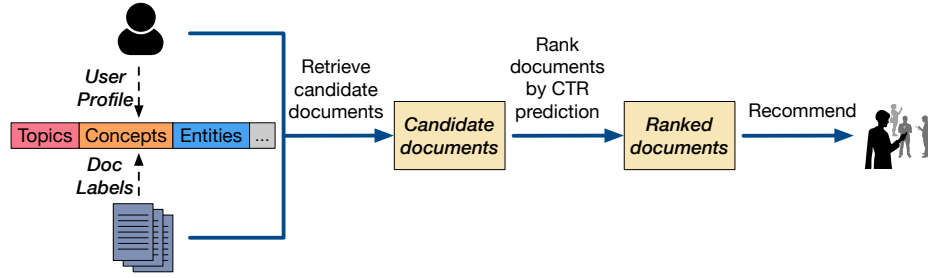 User
Profile
Topics Concepts Entities ...
Doc
Labels
Retrieve
candidate
documents
Candidate
documents
Rank
documents
by CTR
prediction
Ranked
documents
Recommend